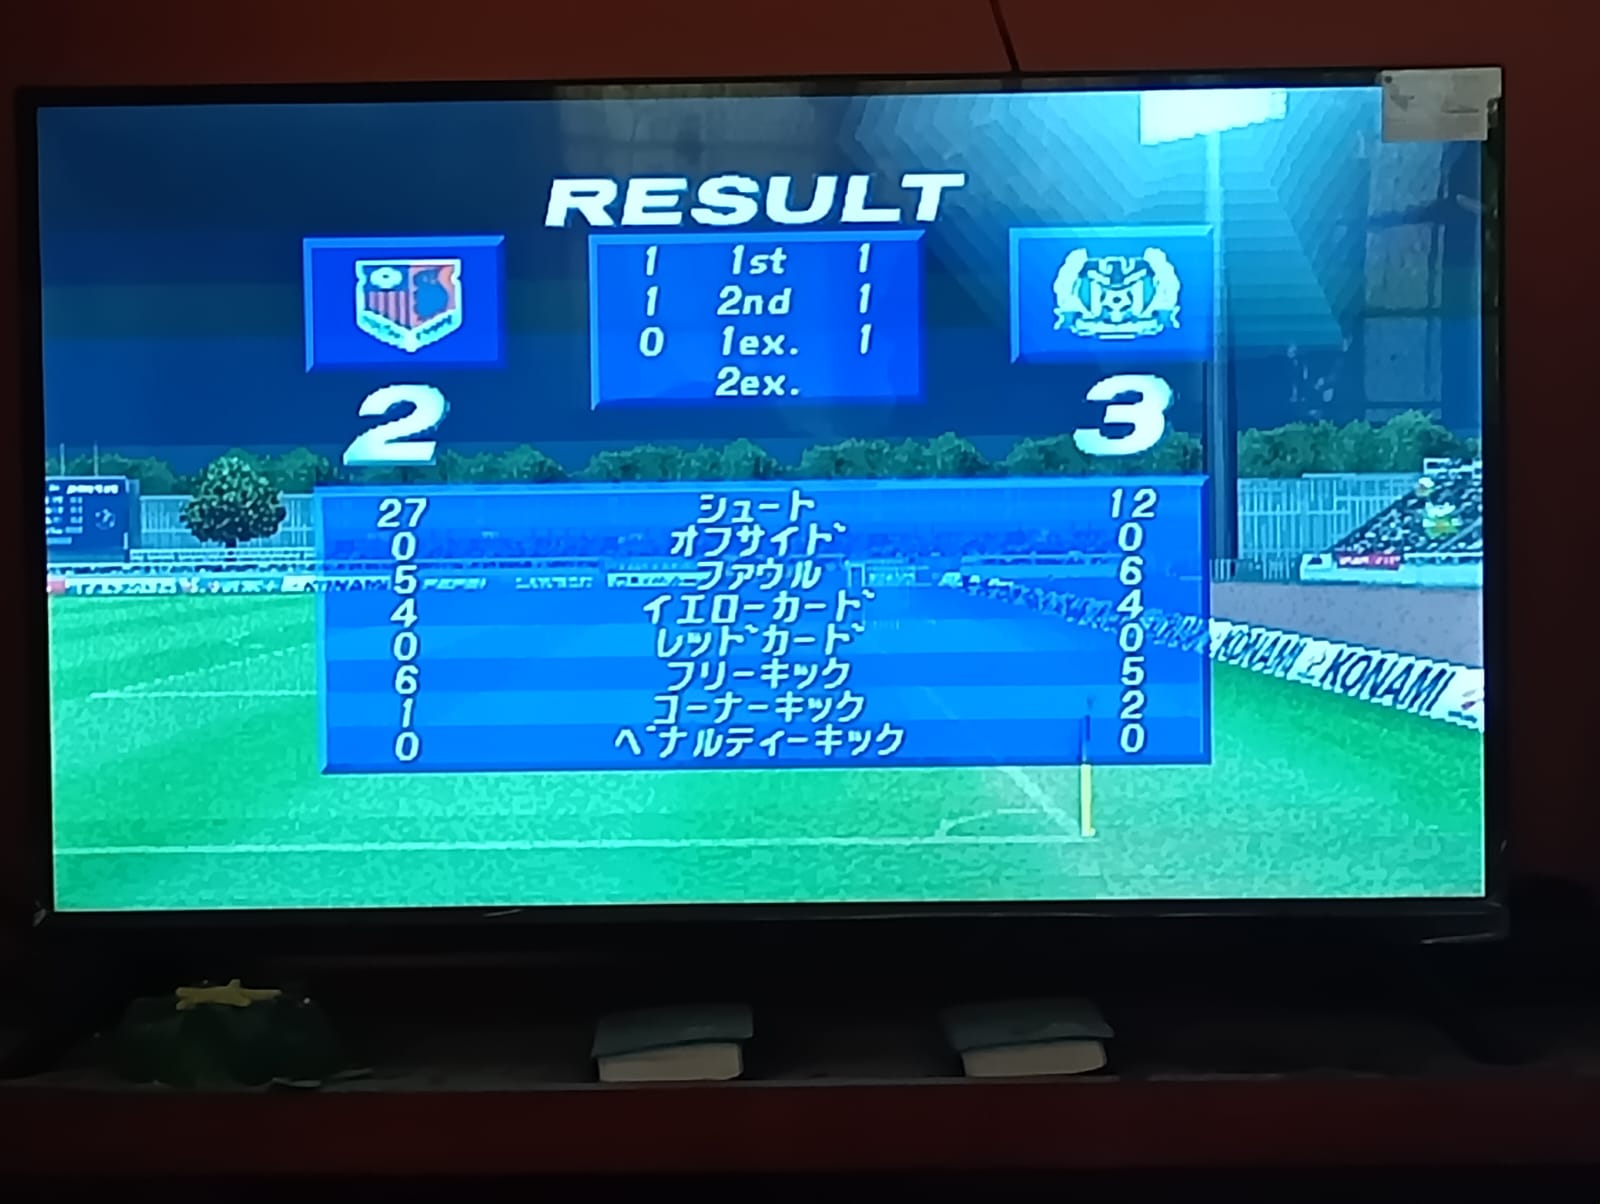 RESULT
1 1st 1
1 2nd 1
0 1ex. 1
2ex.
2 3
27 シュート 12
0 オフサイド 0
5 ファウル 6
4 イエローカード 4
0 レッドカード 0
6 フリーキック 5
1 コーナーキック 2
0 ペナルティーキック 0
KONAMI PEPSI
KONAMI KONAMI